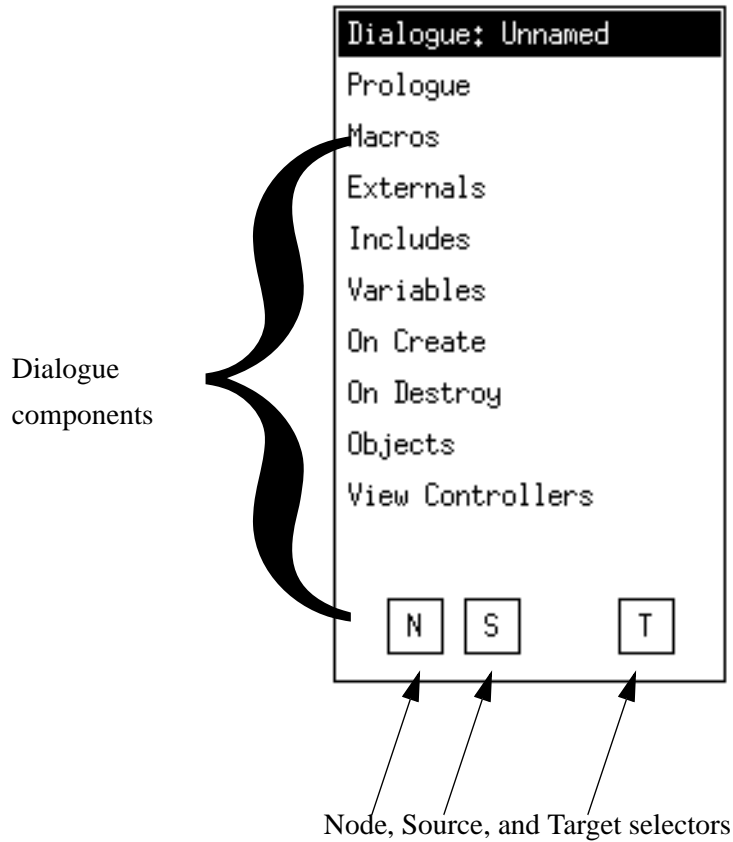 Dialogue: Unnamed
Prologue
Macros
Externals
Includes
Variables
On Create
On Destroy
Objects
View Controllers
Dialogue
components
N S T
Node, Source, and Target selectors